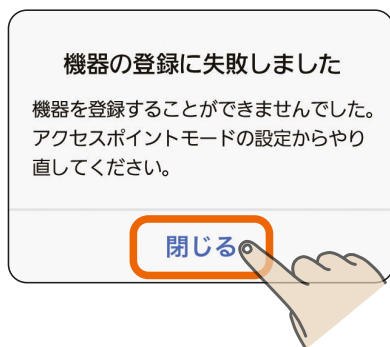 機器の登録に失敗しました
機器を登録することができませんでした。
アクセスポイントモードの設定からやり
直してください。
閉じる